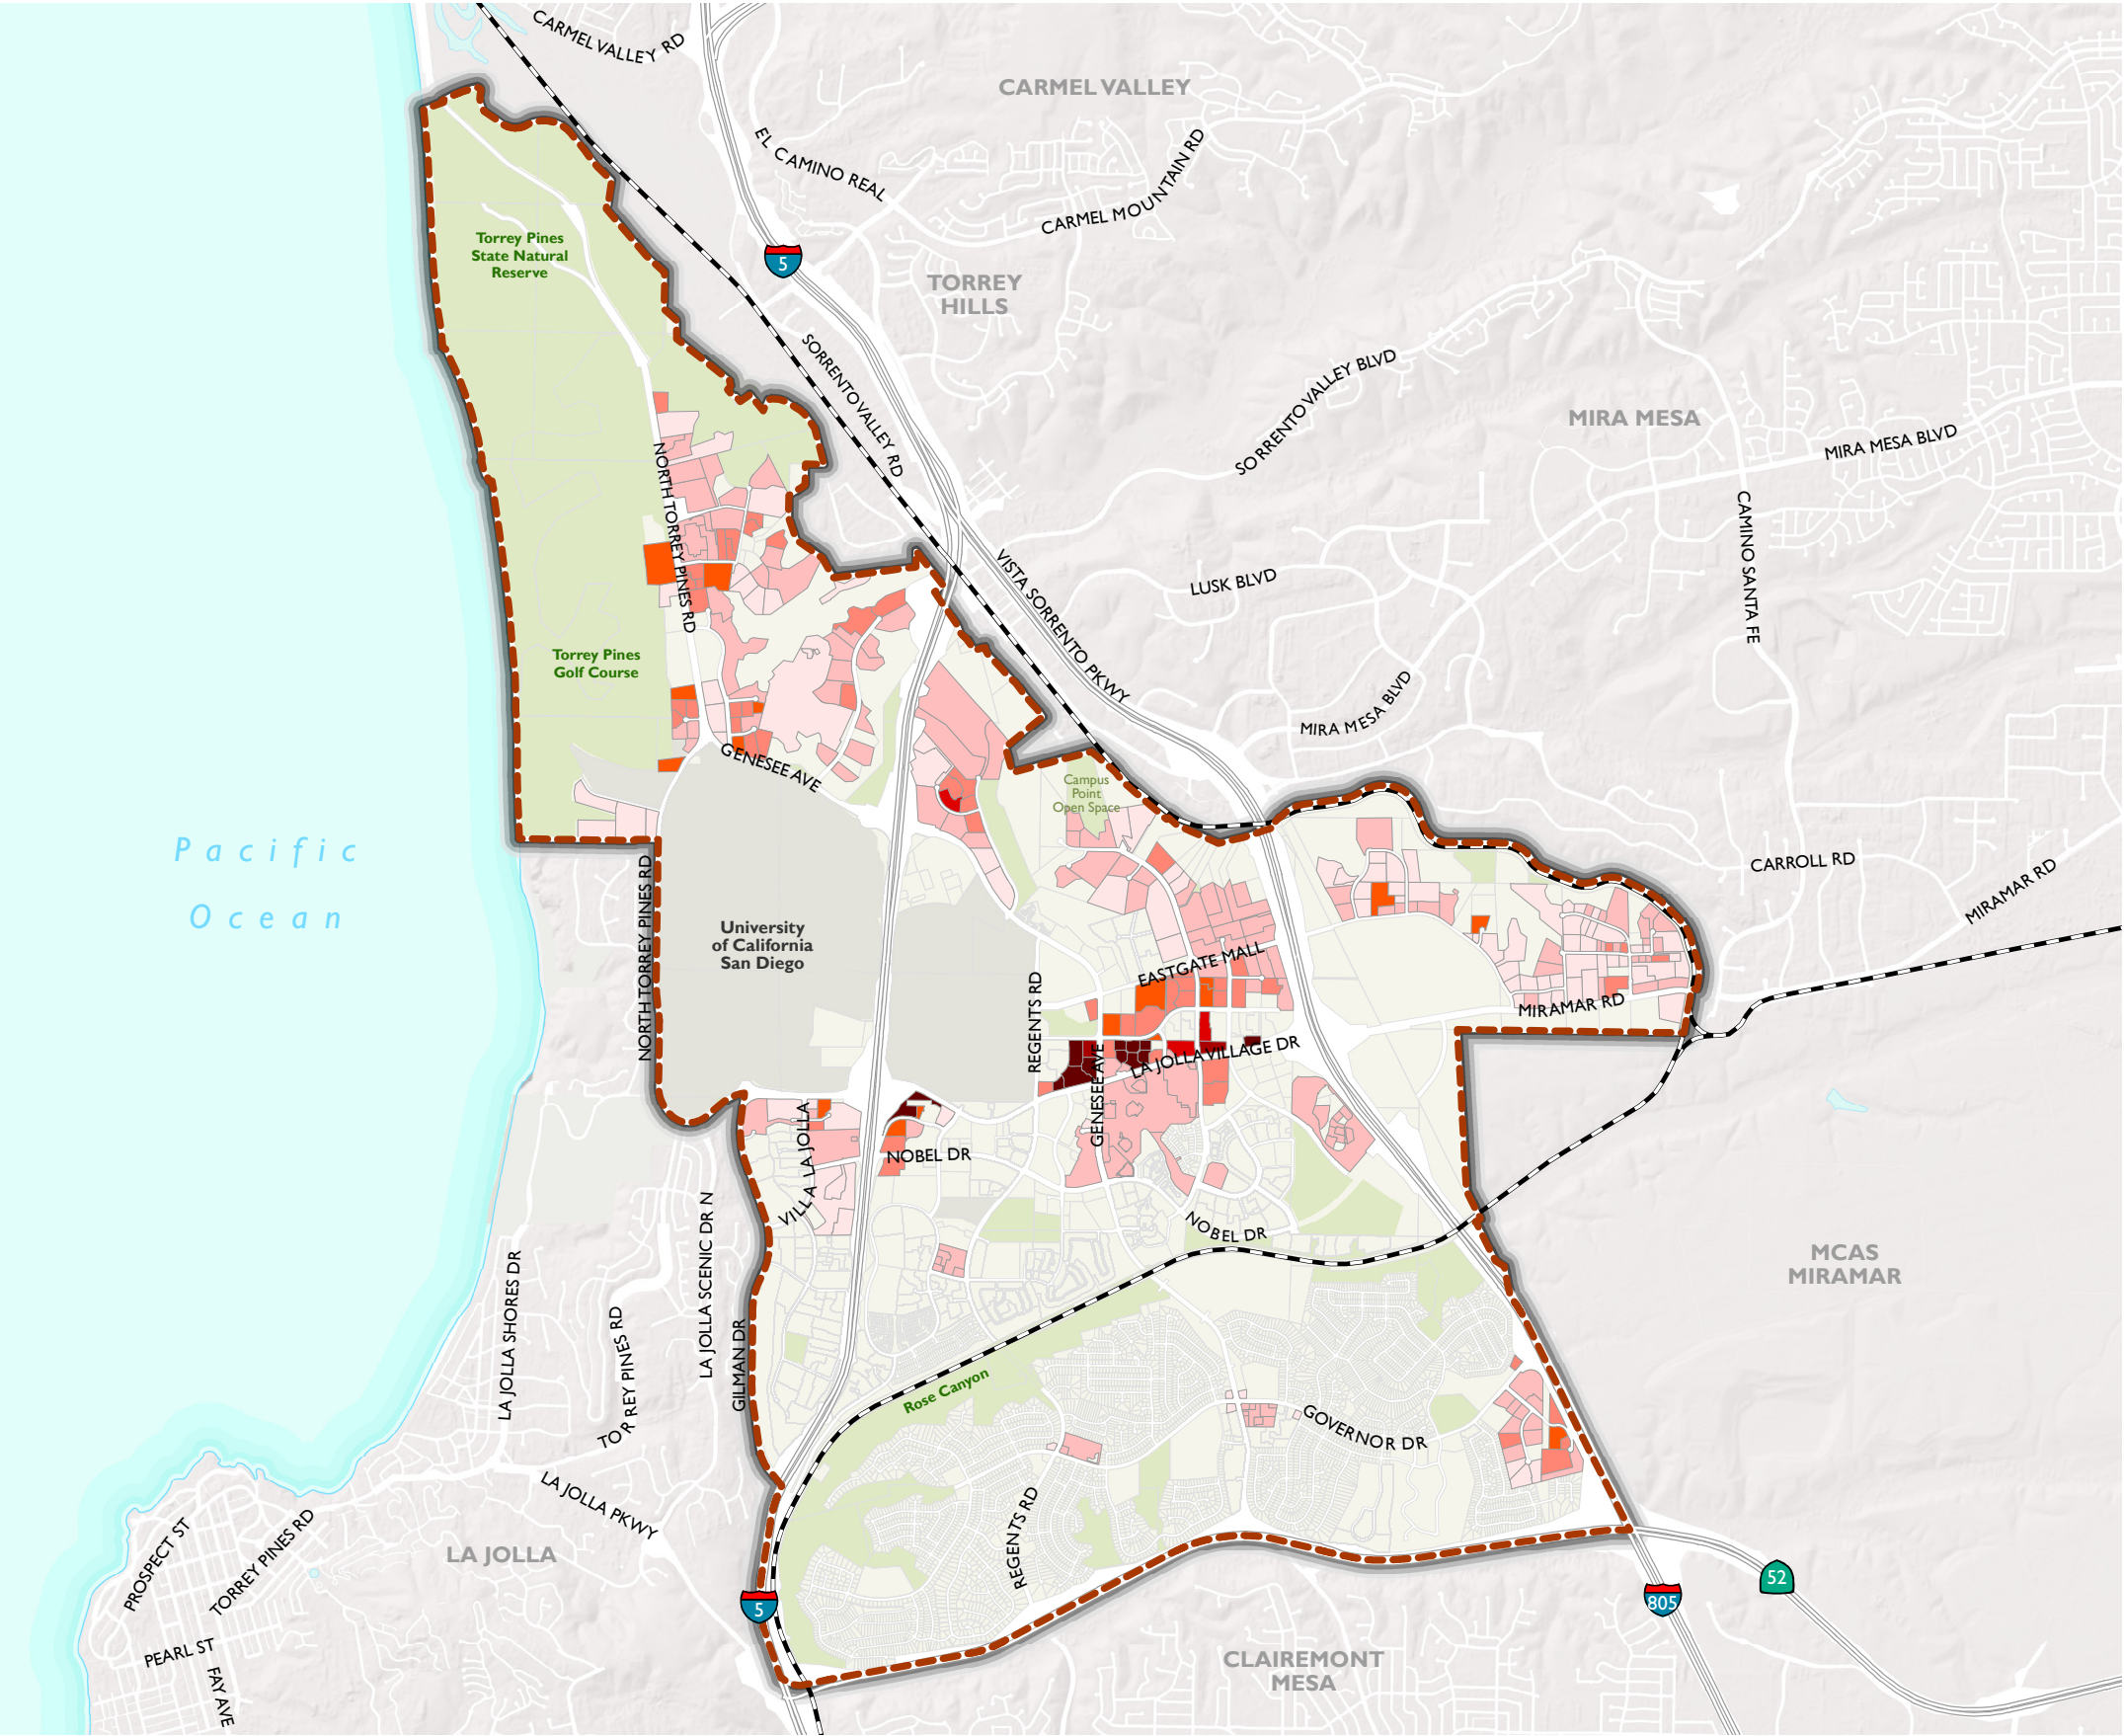 CARMEL VALLEY RD
CARMEL VALLEY
EL CAMINO REAL
CARMEL MOUNTAIN RD
Torrey Pines
State Natural
Reserve
5
TORREY
HILLS
SORRENTO VALLEY RD
SORRENTO VALLEY BLVD
MIRA MESA
MIRA MESA BLVD
NORTH TORREY PINES RD
CAMINO SANTA FE
VISTA SORRENTO PKWY
LUSK BLVD
Torrey Pines
Golf Course
MIRA MESA BLVD
GENESEE AVE
Campus
Point
Open Space
Pacific
Ocean
CARROLL RD
MIRAMAR RD
NORTH TORREY PINES RD
University
of California
San Diego
EASTGATE MALL
REGENTS RD
MIRAMAR RD
LA JOLLA VILLAGE DR
GENESEE AVE
VILLA LA JOLLA
NOBEL DR
NOBEL DR
LA JOLLA SCENIC DR N
LA JOLLA SHORES DR
MCAS
MIRAMAR
TORREY PINES RD
GILMAN DR
Rose Canyon
GOVERNOR DR
REGENTS RD
LA JOLLA PKWY
PROSPECT ST
TORREY PINES RD
LA JOLLA
PEARL ST
FAY AVE
5
52
805
CLAIREMONT
MESA